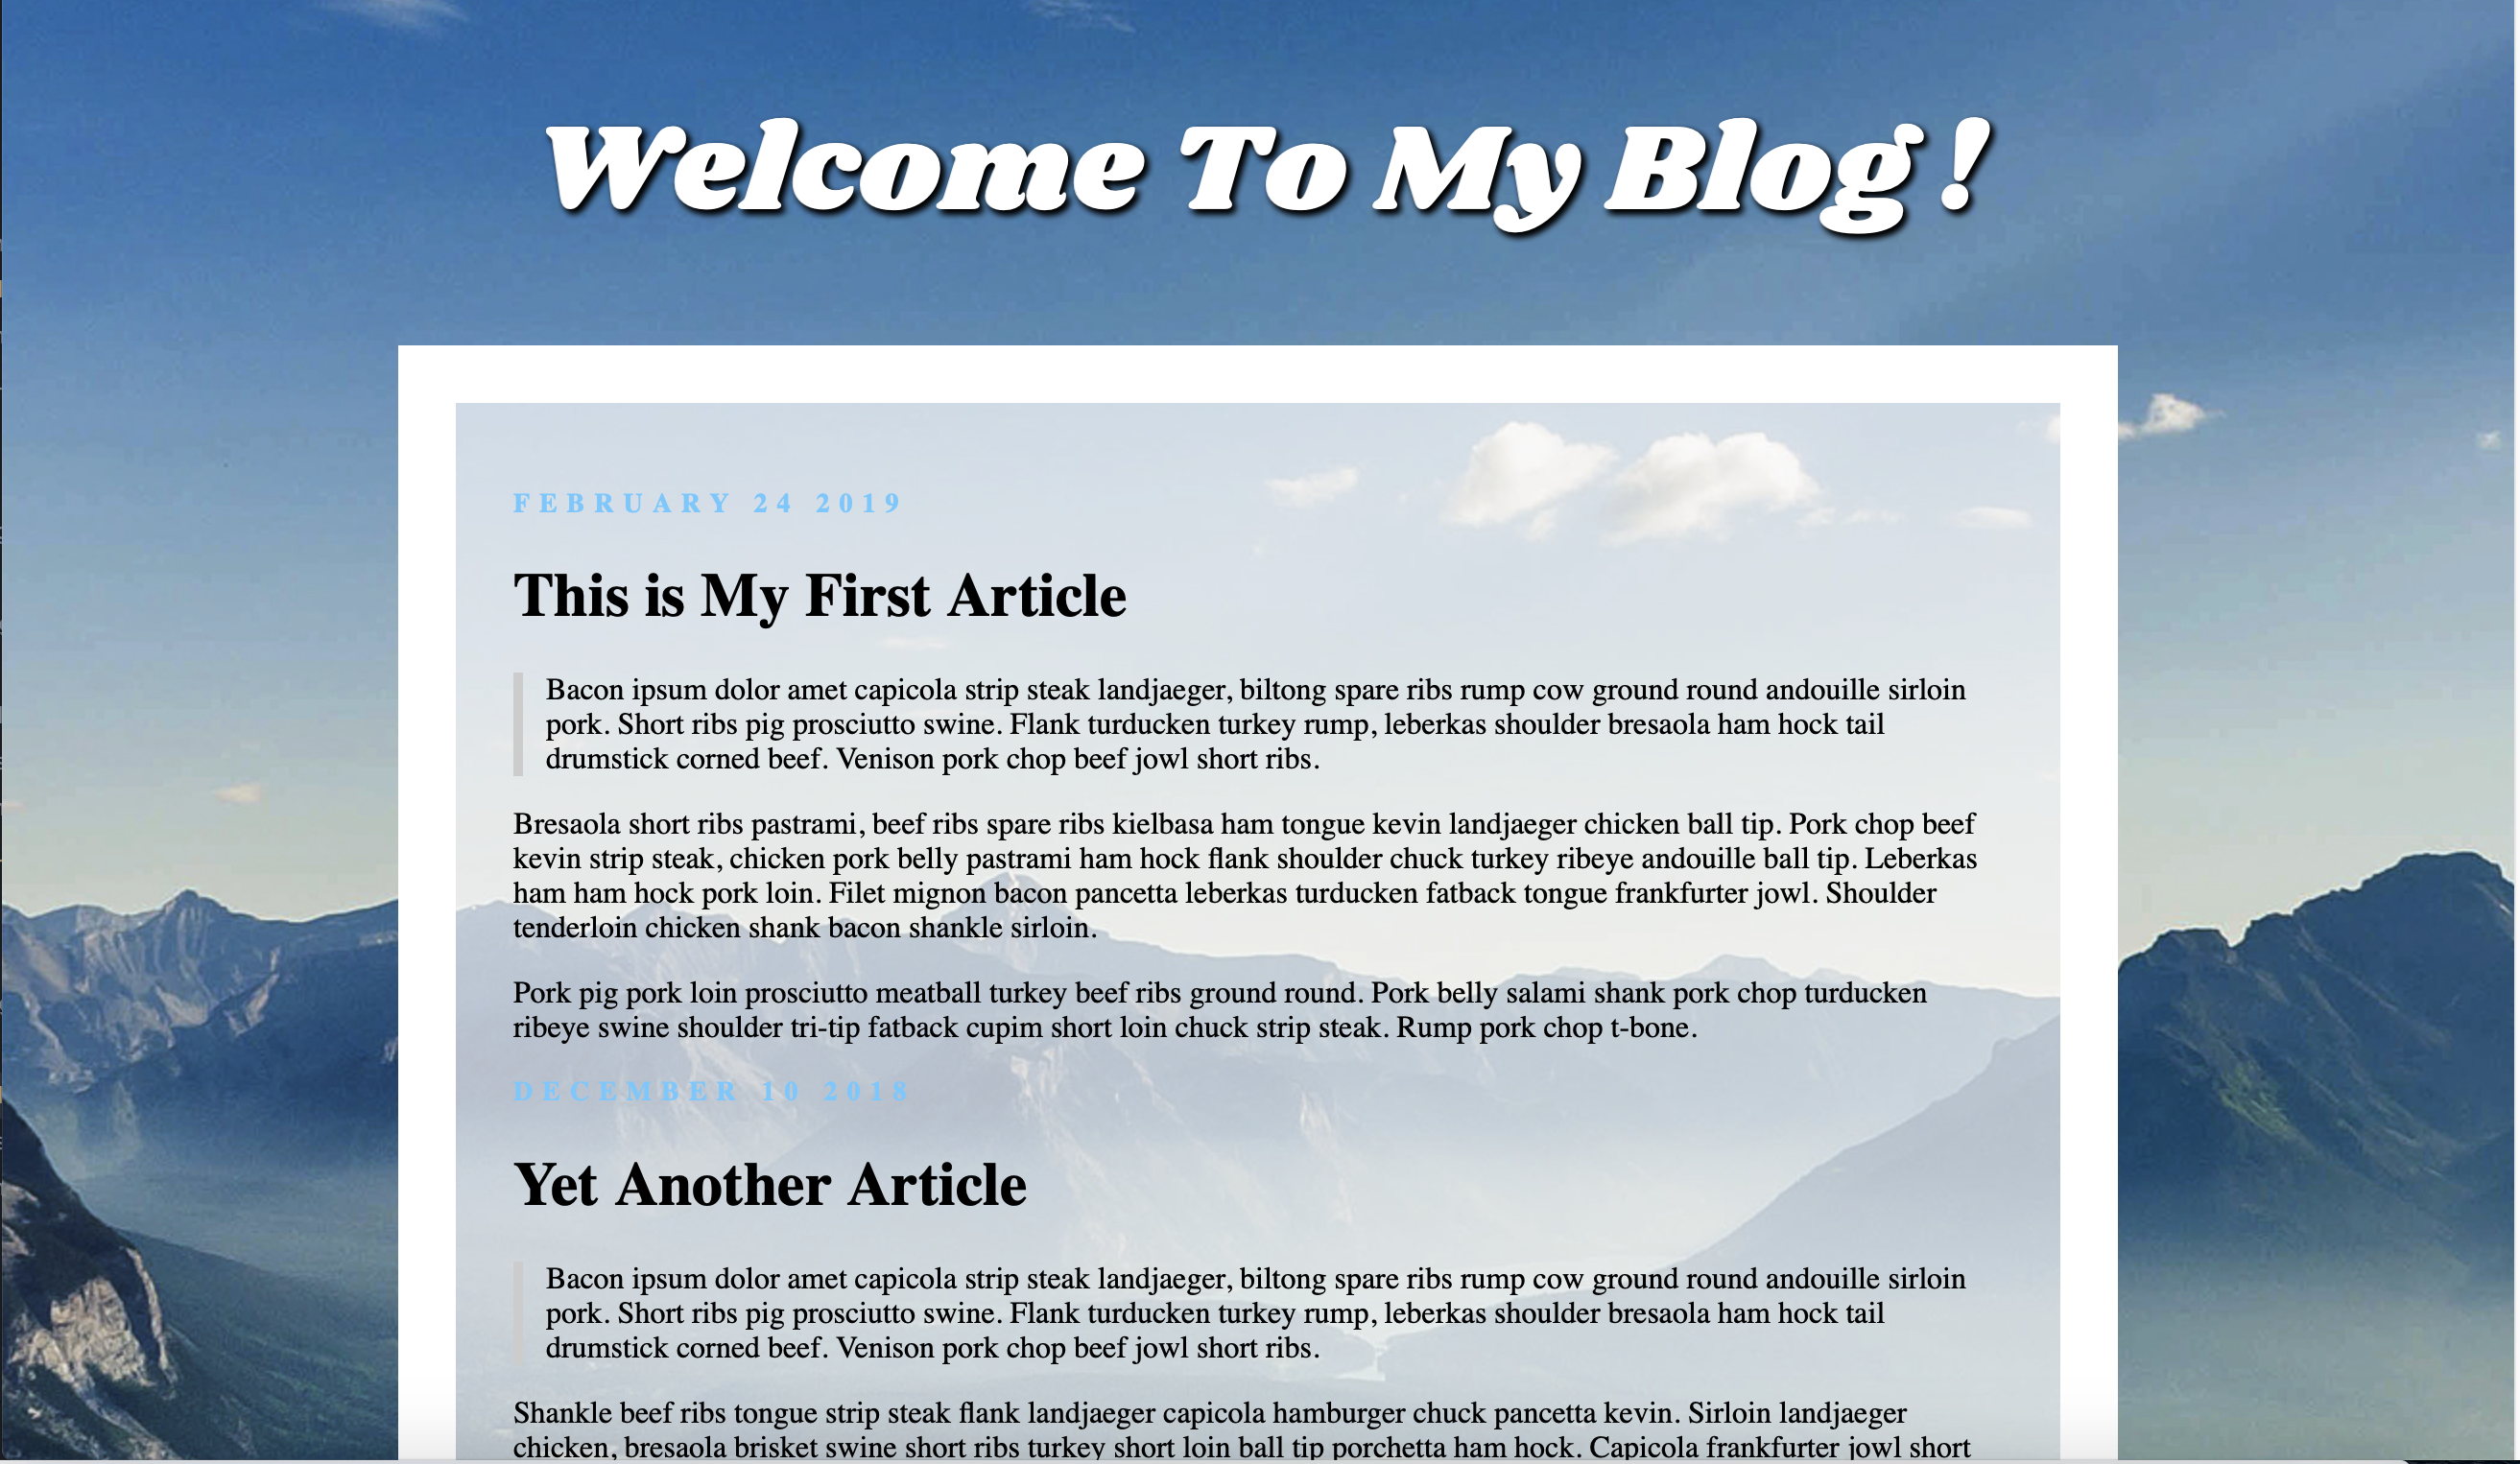 Welcome To My Blog!
FEBRUARY 24 2019
This is My First Article
Bacon ipsum dolor amet capicola strip steak landjaeger, biltong spare ribs rump cow ground round andouille sirloin
pork. Short ribs pig prosciutto swine. Flank turducken turkey rump, leberkas shoulder bresaola ham hock tail
drumstick corned beef. Venison pork chop beef jowl short ribs.
Bresaola short ribs pastrami, beef ribs spare ribs kielbasa ham tongue kevin landjaeger chicken ball tip. Pork chop beef
kevin strip steak, chicken pork belly pastrami ham hock flank shoulder chuck turkey ribeye andouille ball tip. Leberkas
ham ham hock pork loin. Filet mignon bacon pancetta leberkas turducken fatback tongue frankfurter jowl. Shoulder
tenderloin chicken shank bacon shankle sirloin.
Pork pig pork loin prosciutto meatball turkey beef ribs ground round. Pork belly salami shank pork chop turducken
ribeye swine shoulder tri-tip fatback cupim short loin chuck strip steak. Rump pork chop t-bone.
DECEMBER 10 2018
Yet Another Article
Bacon ipsum dolor amet capicola strip steak landjaeger, biltong spare ribs rump cow ground round andouille sirloin
pork. Short ribs pig prosciutto swine. Flank turducken turkey rump, leberkas shoulder bresaola ham hock tail
drumstick corned beef. Venison pork chop beef jowl short ribs.
Shankle beef ribs tongue strip steak flank landjaeger capicola hamburger chuck pancetta kevin. Sirloin landjaeger
chicken, bresaola brisket swine short ribs turkey short loin ball tip porchetta ham hock. Capicola frankfurter jowl short